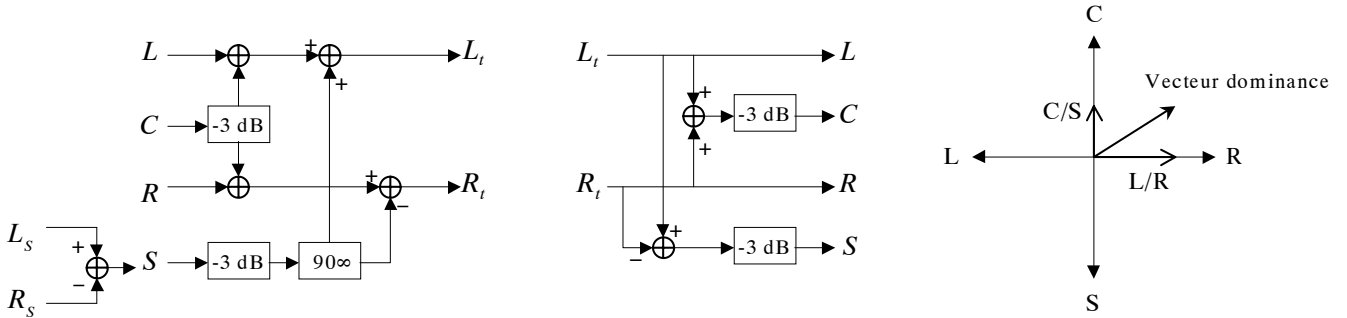 L + L_t
+
C -3 dB
R + R_t
−
L_S
+
S -3 dB 90∞
−
R_S
L_t L
+
-3 dB C
+
R_t R
+
− -3 dB S
C
Vecteur dominance
C/S
L R
L/R
S